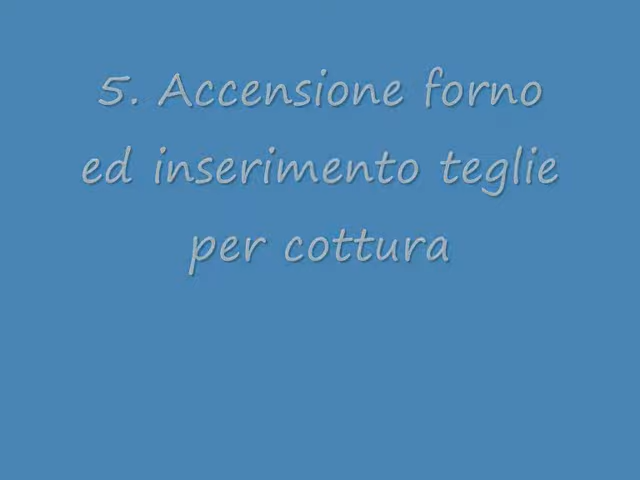 5. Accensione forno
ed inserimento teglie
per cottura